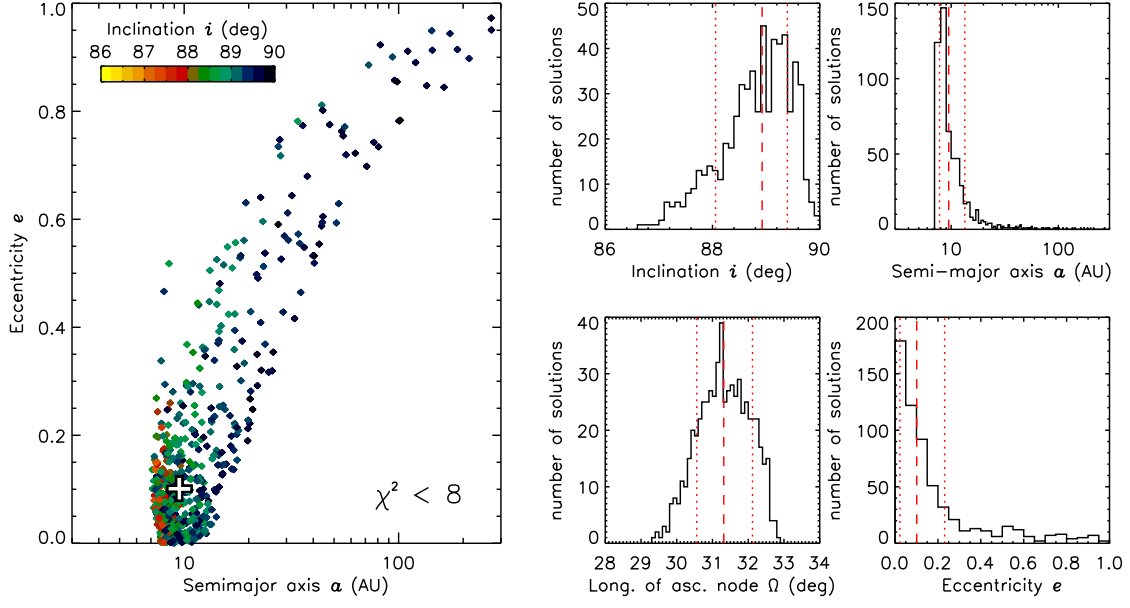 Inclination i (deg)
86 87 88 89 90
1.0
0.8
0.6
0.4
0.2
0.0
Eccentricity e
χ² < 8
10 100
Semimajor axis a (AU)
50
40
30
20
10
0
number of solutions
86 88 90
Inclination i (deg)
150
100
50
0
number of solutions
10 100
Semi-major axis a (AU)
40
30
20
10
0
number of solutions
28 29 30 31 32 33 34
Long. of asc. node Ω (deg)
200
150
100
50
0
number of solutions
0.0 0.2 0.4 0.6 0.8 1.0
Eccentricity e